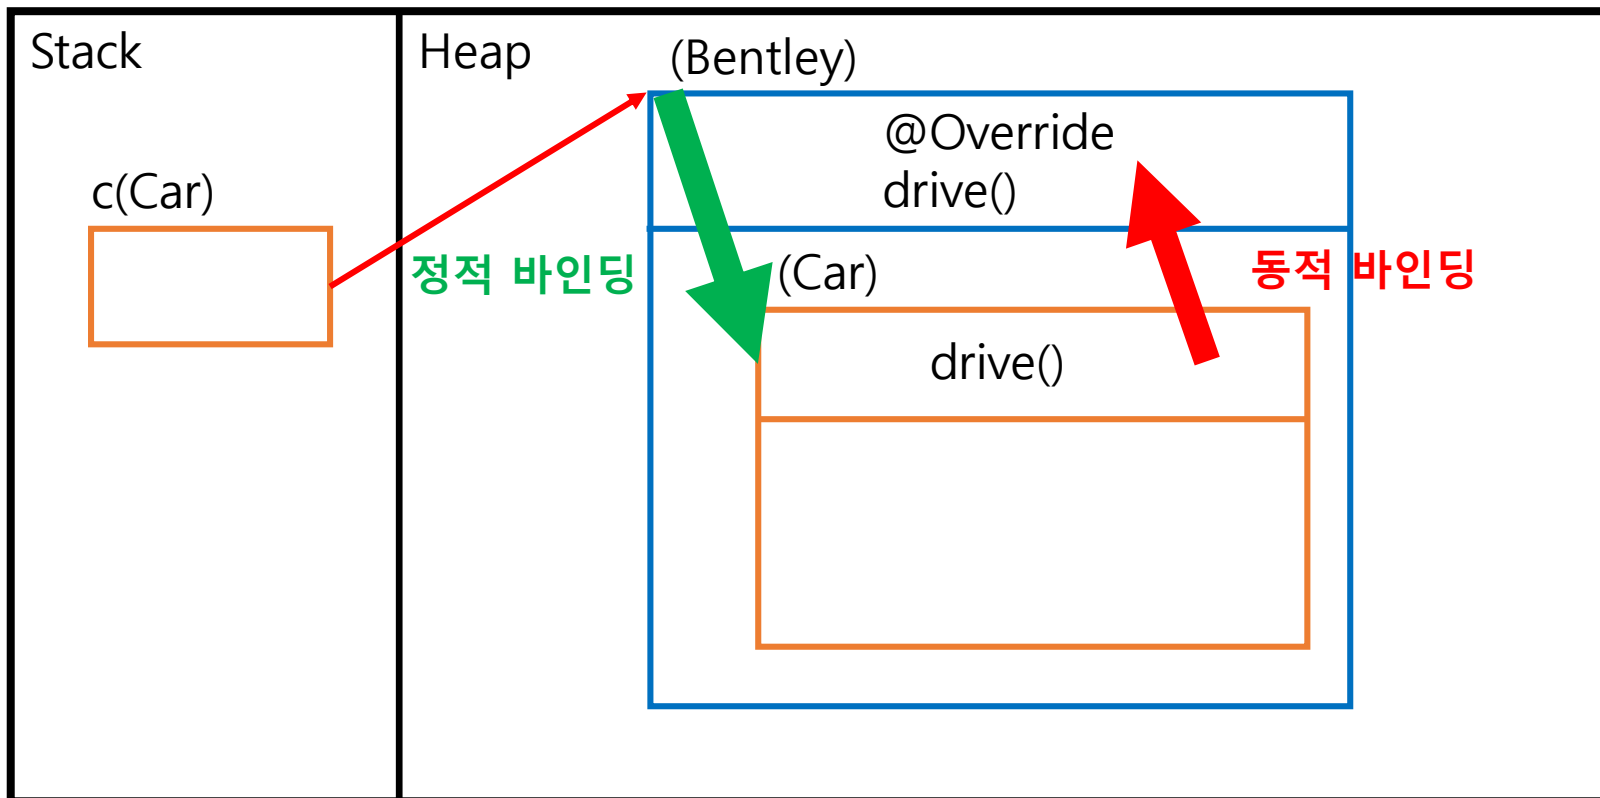 Stack
Heap
(Bentley)
@Override
drive()
c(Car)
정적 바인딩
(Car)
동적 바인딩
drive()